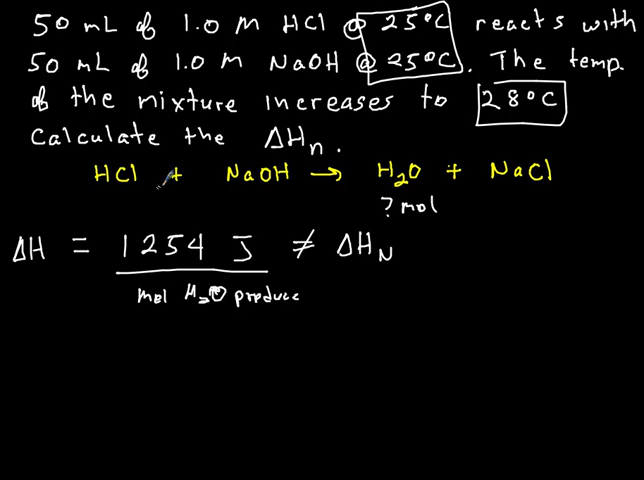 50 mL of 1.0 M HCl @ 25°C reacts with
50 mL of 1.0 M NaOH @ 25°C. The temp.
of the mixture increases to 28°C
Calculate the ΔHn.
HCl + NaOH → H₂O + NaCl
? mol
ΔH = 1254 J ≠ ΔHN
mol H₂O produce